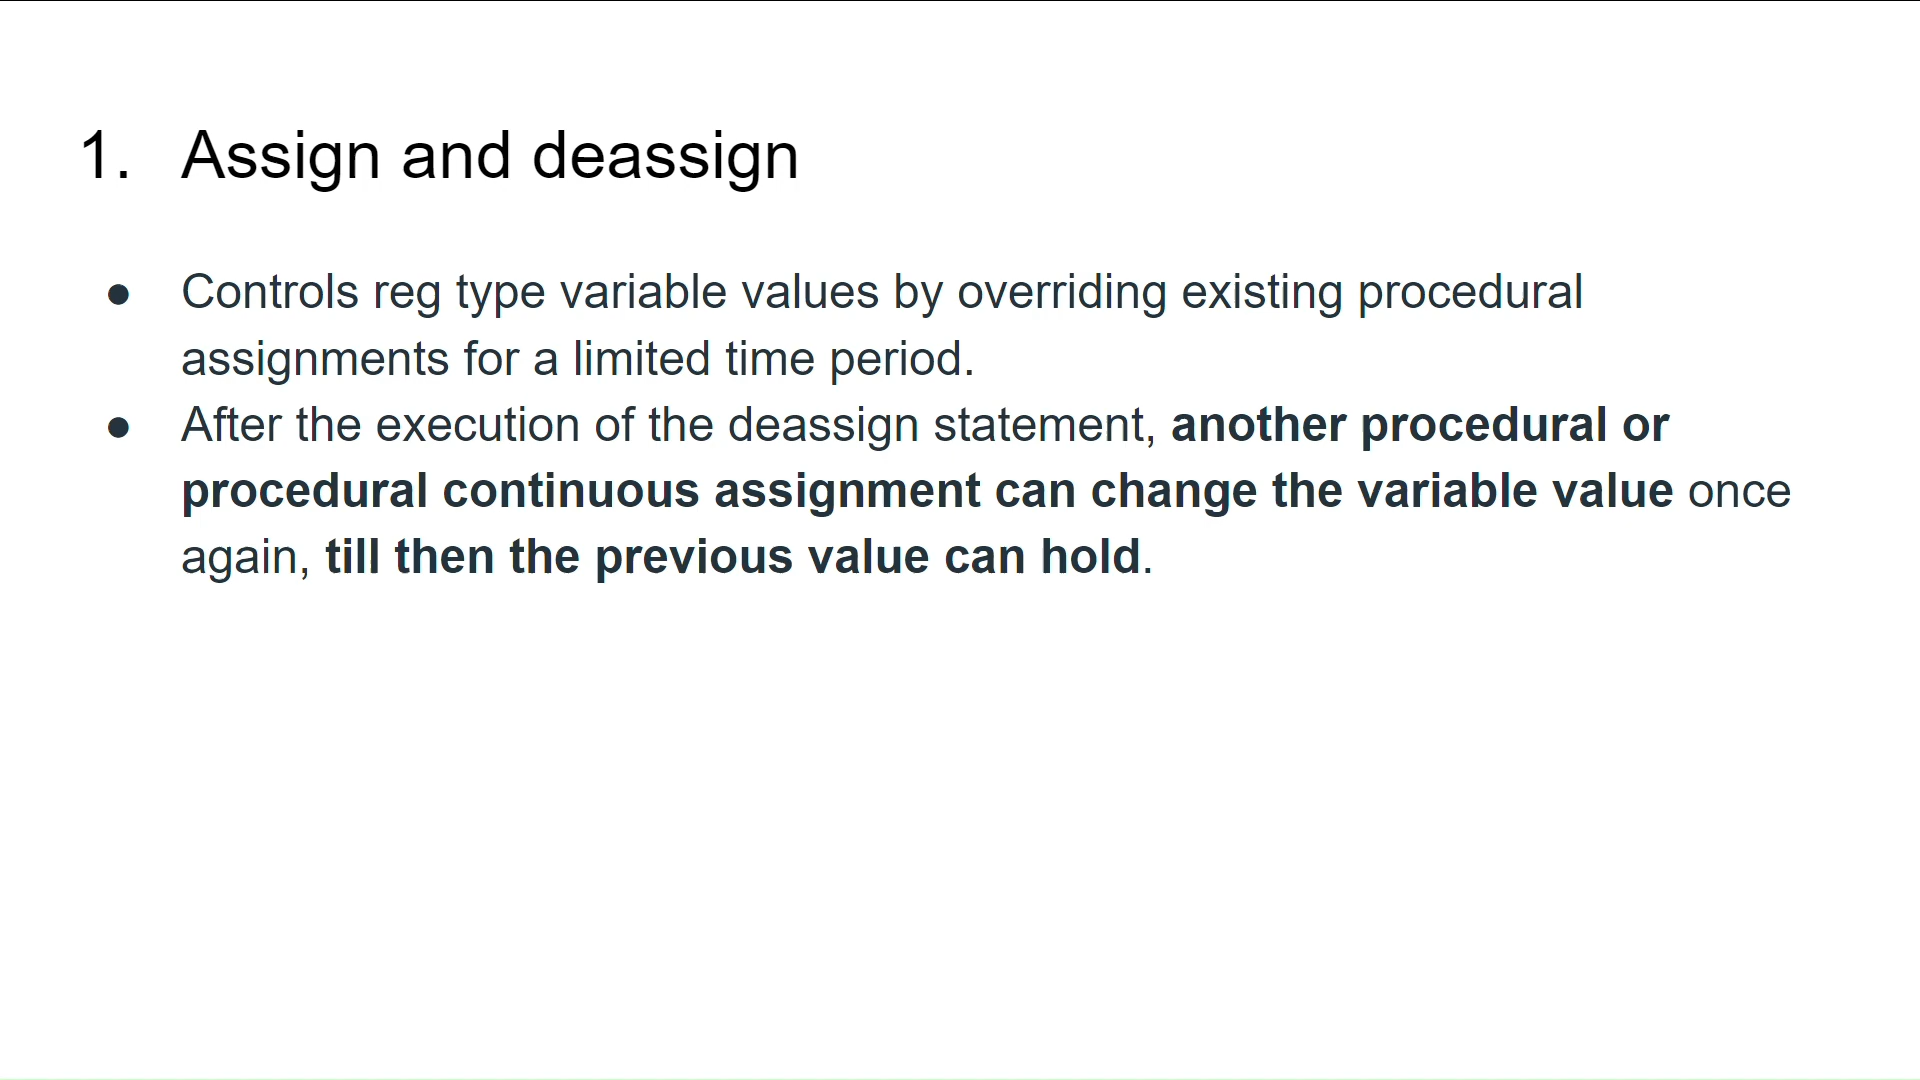 1. Assign and deassign
● Controls reg type variable values by overriding existing procedural
assignments for a limited time period.
● After the execution of the deassign statement, another procedural or
procedural continuous assignment can change the variable value once
again, till then the previous value can hold.